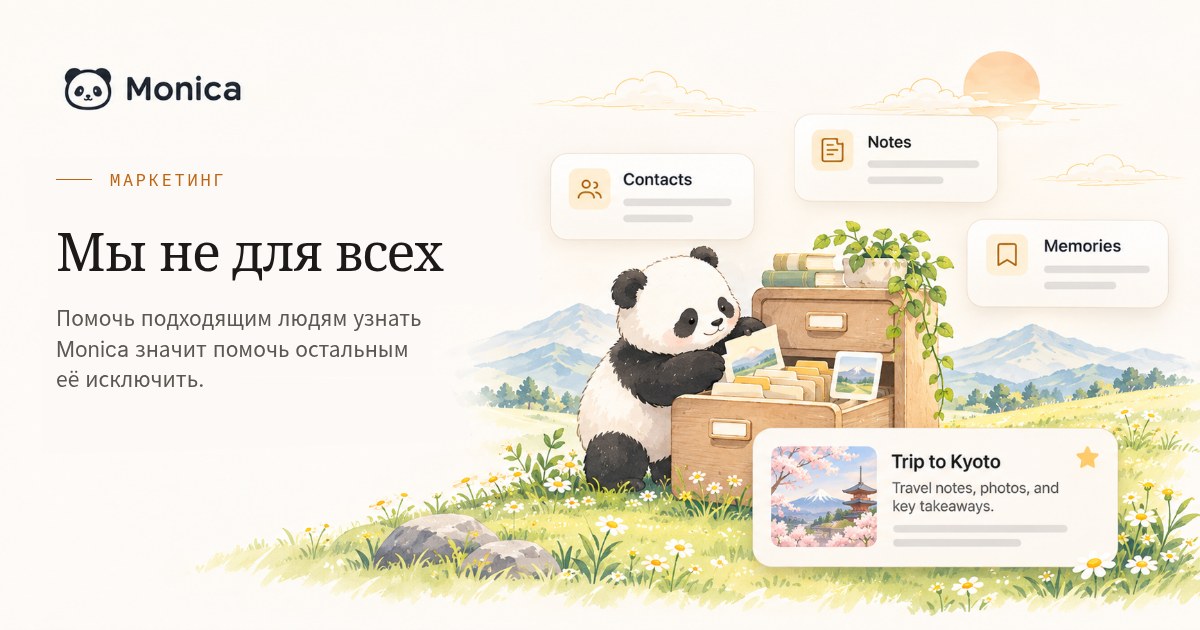 Monica
МАРКЕТИНГ
Мы не для всех
Помочь подходящим людям узнать
Monica значит помочь остальным
её исключить.
Contacts
Notes
Memories
Trip to Kyoto
Travel notes, photos, and
key takeaways.